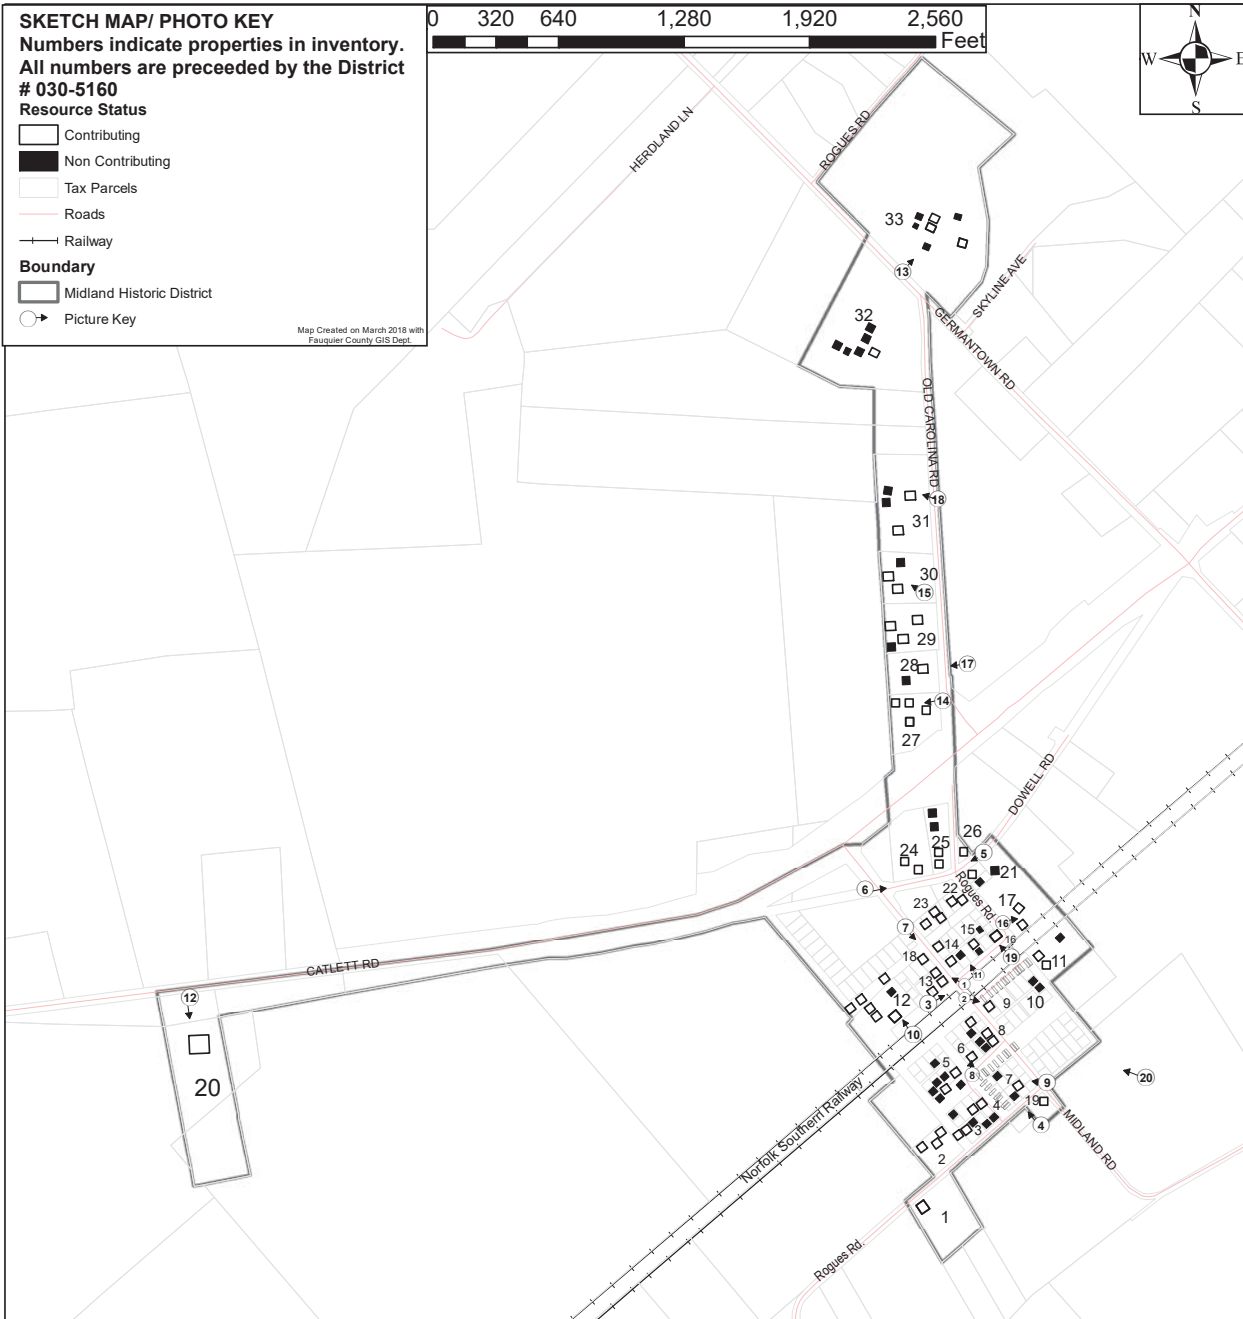 SKETCH MAP/ PHOTO KEY
Numbers indicate properties in inventory.
All numbers are preceeded by the District
# 030-5160
Resource Status
Contributing
Non Contributing
Tax Parcels
Roads
Railway
Boundary
Midland Historic District
Picture Key
Map Created on March 2018 with
Fauquier County GIS Dept.
0 320 640 1,280 1,920 2,560
Feet
N
W E
S
HERDLAND LN
ROGUES RD
33
13
SKYLINE AVE
32
GERMANTOWN RD
OLD CAROLINA RD
18
31
30
15
29
28
17
14
27
DOWELL RD
26
25
24
5
21
6
Rogues Rd.
22
23
17
16
7
15
16
14
19
18
11
11
CATLETT RD
13
1
12
10
12
3
2
9
10
8
6
20
5
8
7
9
20
4
19
4
3
MIDLAND RD
Norfolk Southern Railway
2
1
Rogues Rd.